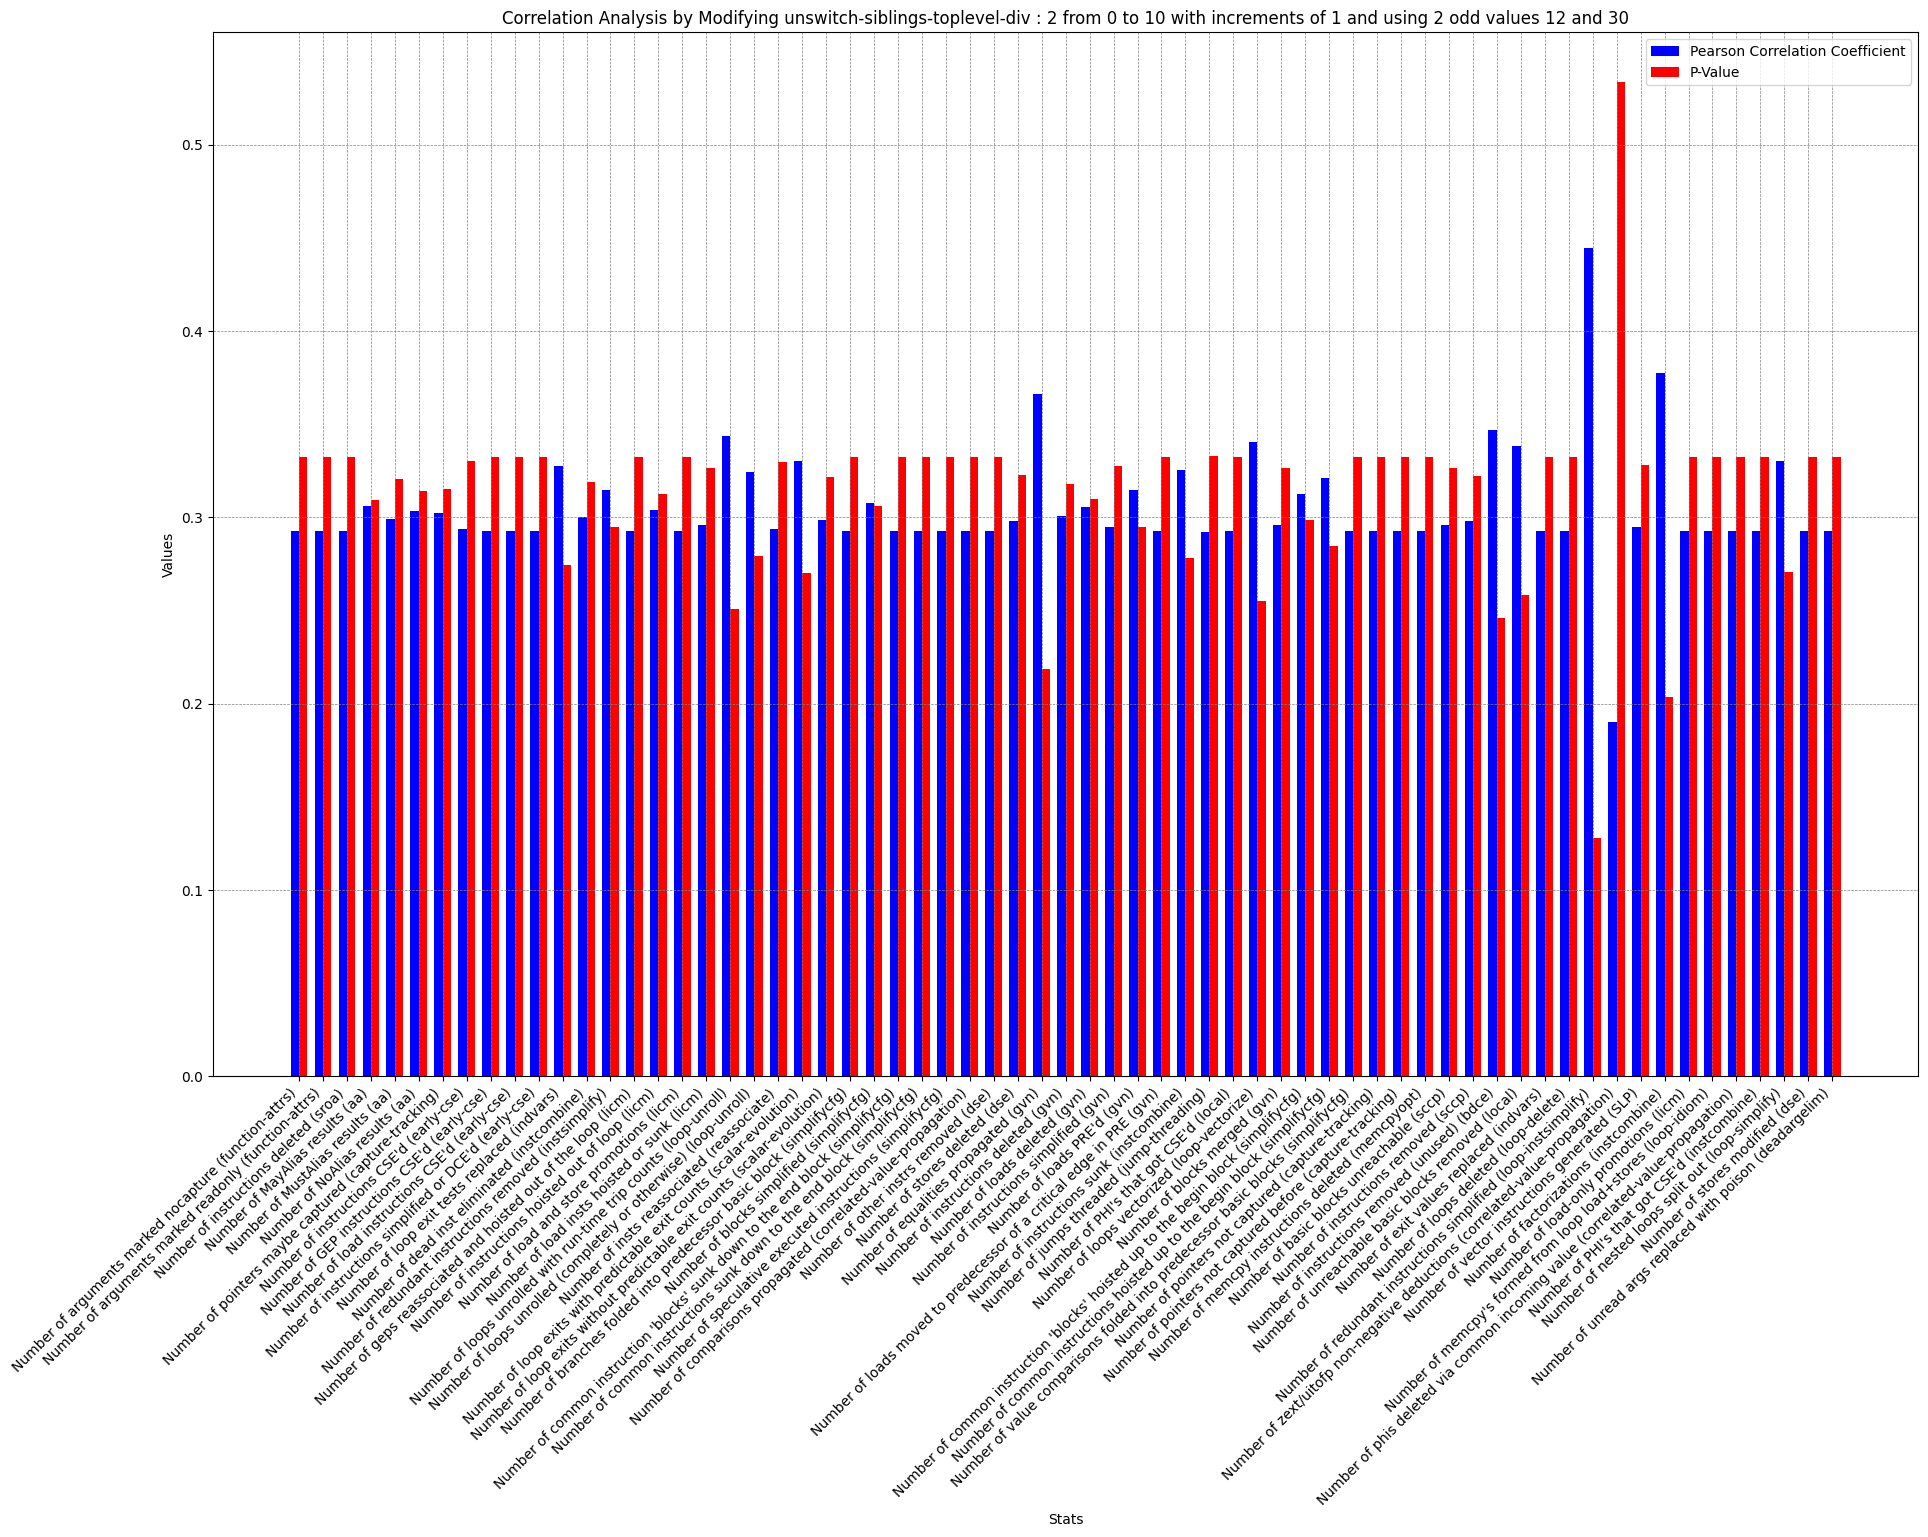 Correlation Analysis by Modifying unswitch-siblings-toplevel-div : 2 from 0 to 10 with increments of 1 and using 2 odd values 12 and 30
Pearson Correlation Coefficient
P-Value
Values
0.5
0.4
0.3
0.2
0.1
0.0
Number of arguments marked nocapture (function-attrs)
Number of arguments marked readonly (function-attrs)
Number of instructions deleted (sroa)
Number of MayAlias results (aa)
Number of MustAlias results (aa)
Number of NoAlias results (aa)
Number of pointers maybe captured (capture-tracking)
Number of GEP instructions CSE'd (early-cse)
Number of instructions CSE'd (early-cse)
Number of load instructions CSE'd (early-cse)
Number of instructions simplified or DCE'd (early-cse)
Number of loop exit tests replaced (indvars)
Number of dead inst eliminated (instcombine)
Number of redundant instructions removed (instsimplify)
Number of geps reassociated and hoisted out of the loop (licm)
Number of instructions hoisted out of loop (licm)
Number of load and store promotions (licm)
Number of load insts hoisted or sunk (licm)
Number of loops unrolled with run-time trip counts (loop-unroll)
Number of loops unrolled (completely or otherwise) (loop-unroll)
Number of insts reassociated (reassociate)
Number of loop exits with predictable exit counts (scalar-evolution)
Number of loop exits without predictable exit counts (scalar-evolution)
Number of branches folded into predecessor basic block (simplifycfg)
Number of blocks simplified (simplifycfg)
Number of common instruction 'blocks' sunk down to the end block (simplifycfg)
Number of common instructions sunk down to the end block (simplifycfg)
Number of speculative executed instructions (simplifycfg)
Number of comparisons propagated (correlated-value-propagation)
Number of other instrs removed (dse)
Number of stores deleted (dse)
Number of equalities propagated (gvn)
Number of instructions deleted (gvn)
Number of loads deleted (gvn)
Number of instructions simplified (gvn)
Number of loads PRE'd (gvn)
Number of loads moved to predecessor of a critical edge in PRE (gvn)
Number of instructions sunk (instcombine)
Number of jumps threaded (jump-threading)
Number of PHI's that got CSE'd (local)
Number of loops vectorized (loop-vectorize)
Number of blocks merged (gvn)
Number of common instruction 'blocks' hoisted up to the begin block (simplifycfg)
Number of common instructions hoisted up to the begin block (simplifycfg)
Number of value comparisons folded into predecessor basic blocks (simplifycfg)
Number of pointers not captured (capture-tracking)
Number of pointers not captured before (capture-tracking)
Number of memcpy instructions deleted (memcpyopt)
Number of basic blocks unreachable (sccp)
Number of instructions removed (sccp)
Number of instructions removed (unused) (bdce)
Number of unreachable basic blocks removed (local)
Number of exit values replaced (indvars)
Number of loops deleted (loop-delete)
Number of redundant instructions simplified (loop-instsimplify)
Number of zext/uitofp non-negative deductions (correlated-value-propagation)
Number of vector instructions generated (SLP)
Number of factorizations (instcombine)
Number of load-only promotions (licm)
Number of memcpy's formed from loop load+stores (loop-idiom)
Number of phis deleted via common incoming value (correlated-value-propagation)
Number of PHI's that got CSE'd (instcombine)
Number of nested loops split out (loop-simplify)
Number of stores modified (dse)
Number of unread args replaced with poison (deadargelim)
Stats